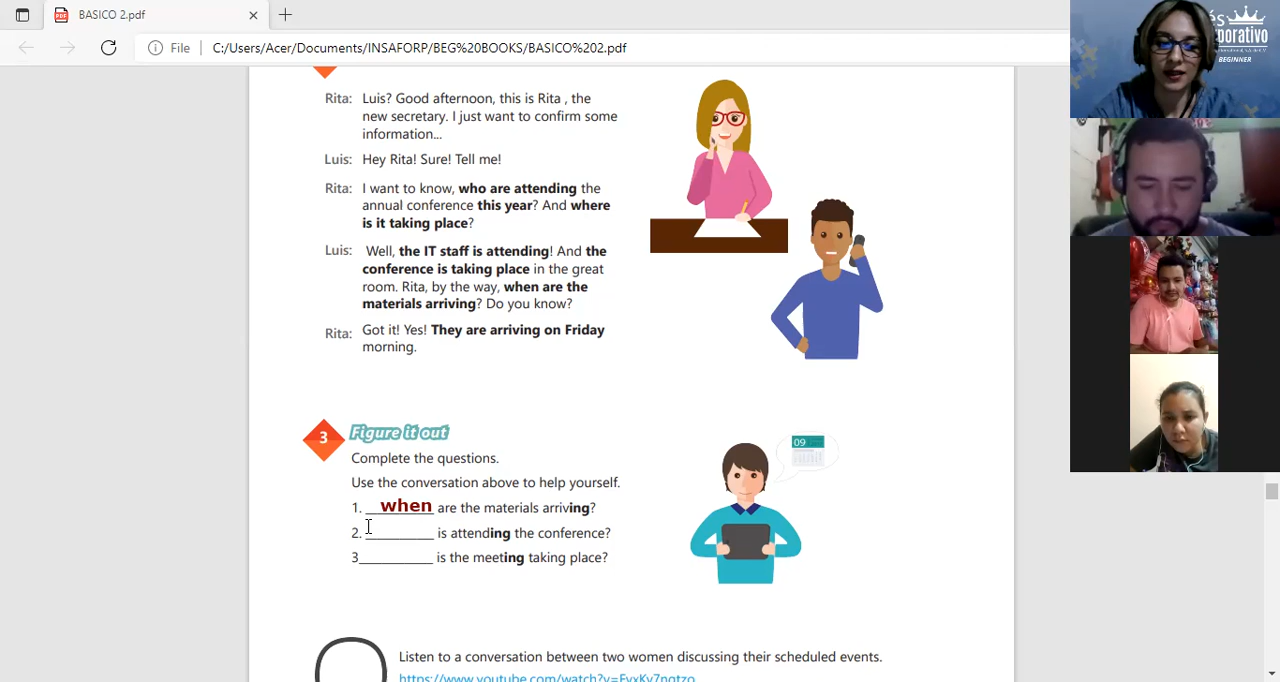 BASICO 2.pdf
File
C:/Users/Acer/Documents/INSAFORP/BEG%20BOOKS/BASICO%202.pdf
és
porativo
BEGINNER
Rita: Luis? Good afternoon, this is Rita , the
new secretary. I just want to confirm some
information...
Luis: Hey Rita! Sure! Tell me!
Rita: I want to know, who are attending the
annual conference this year? And where
is it taking place?
Luis: Well, the IT staff is attending! And the
conference is taking place in the great
room. Rita, by the way, when are the
materials arriving? Do you know?
Rita: Got it! Yes! They are arriving on Friday
morning.
3 Figure it out
09
Complete the questions.
Use the conversation above to help yourself.
1. when are the materials arriving?
2. __________ is attending the conference?
3___________ is the meeting taking place?
Listen to a conversation between two women discussing their scheduled events.